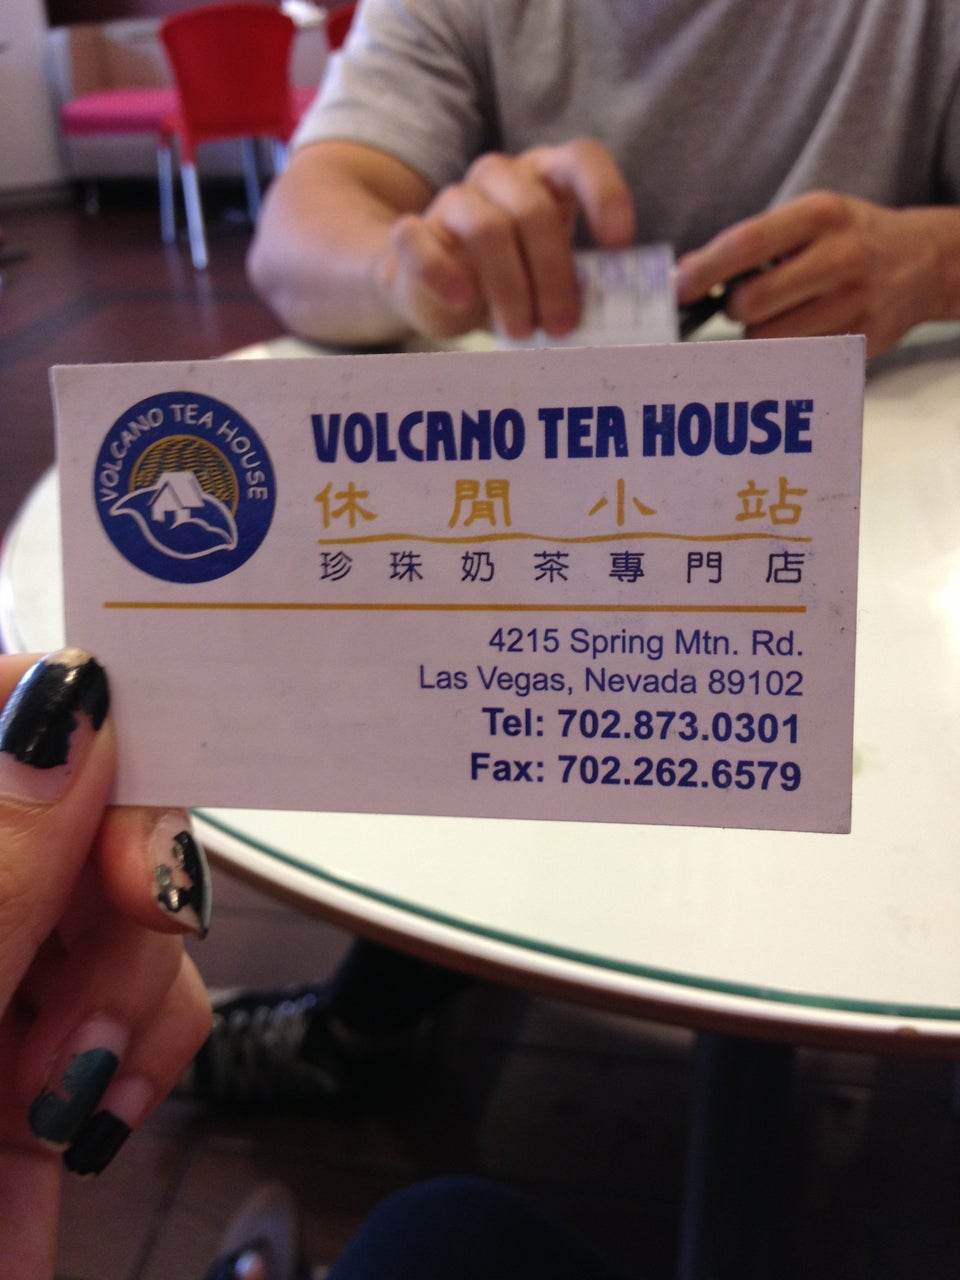 VOLCANO TEA HOUSE
VOLCANO TEA HOUSE
休閒小站
珍珠奶茶專門店
4215 Spring Mtn. Rd.
Las Vegas, Nevada 89102
Tel: 702.873.0301
Fax: 702.262.6579